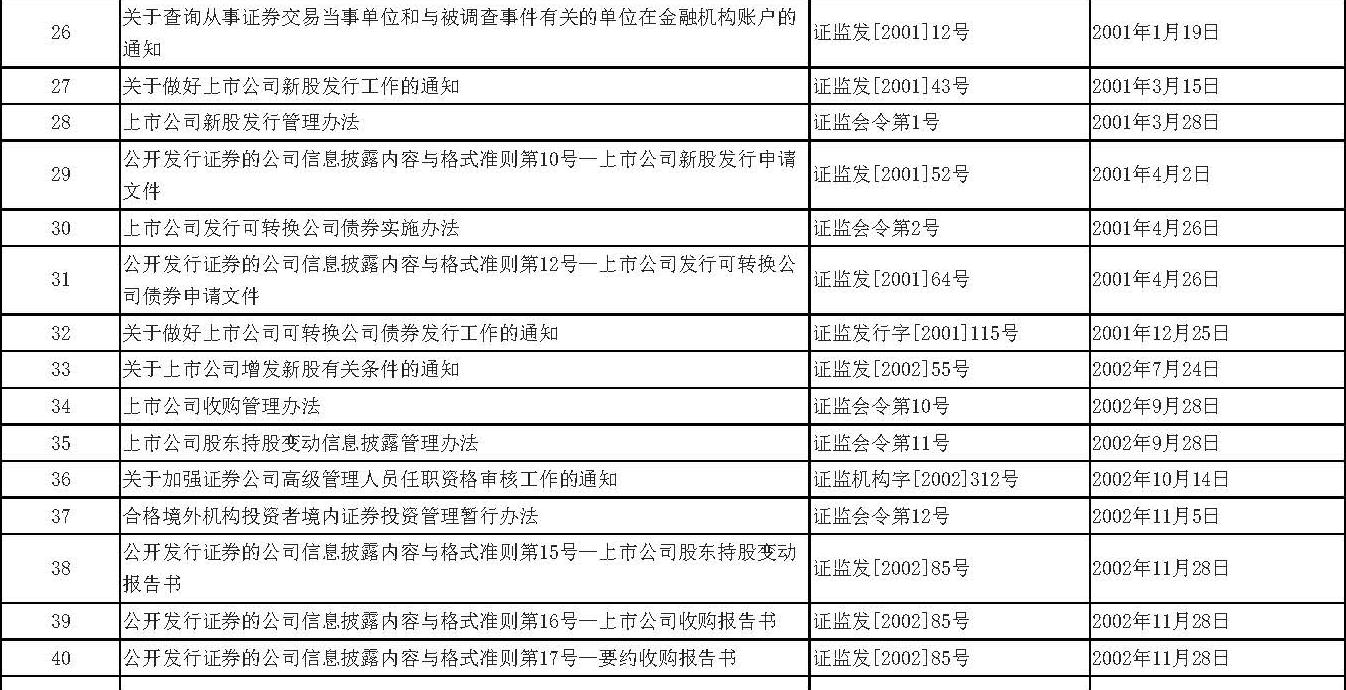 26 关于查询从事证券交易当事单位和与被调查事件有关的单位在金融机构账户的 证监发[2001]12号 2001年1月19日
通知
27 关于做好上市公司新股发行工作的通知 证监发[2001]43号 2001年3月15日
28 上市公司新股发行管理办法 证监会令第1号 2001年3月28日
29 公开发行证券的公司信息披露内容与格式准则第10号—上市公司新股发行申请 证监发[2001]52号 2001年4月2日
文件
30 上市公司发行可转换公司债券实施办法 证监会令第2号 2001年4月26日
31 公开发行证券的公司信息披露内容与格式准则第12号—上市公司发行可转换公 证监发[2001]64号 2001年4月26日
司债券申请文件
32 关于做好上市公司可转换公司债券发行工作的通知 证监发行字[2001]115号 2001年12月25日
33 关于上市公司增发新股有关条件的通知 证监发[2002]55号 2002年7月24日
34 上市公司收购管理办法 证监会令第10号 2002年9月28日
35 上市公司股东持股变动信息披露管理办法 证监会令第11号 2002年9月28日
36 关于加强证券公司高级管理人员任职资格审核工作的通知 证监机构字[2002]312号 2002年10月14日
37 合格境外机构投资者境内证券投资管理暂行办法 证监会令第12号 2002年11月5日
38 公开发行证券的公司信息披露内容与格式准则第15号—上市公司股东持股变动 证监发[2002]85号 2002年11月28日
报告书
39 公开发行证券的公司信息披露内容与格式准则第16号—上市公司收购报告书 证监发[2002]85号 2002年11月28日
40 公开发行证券的公司信息披露内容与格式准则第17号—要约收购报告书 证监发[2002]85号 2002年11月28日